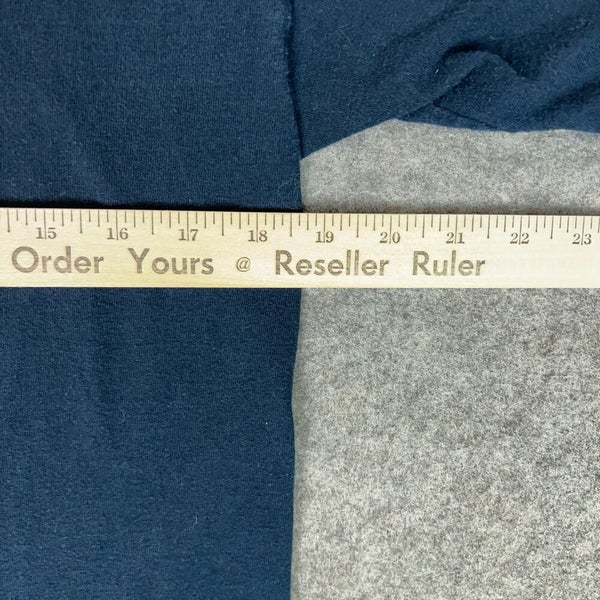 15 16 17 18 19 20 21 22 23
Order Yours @ Reseller Ruler